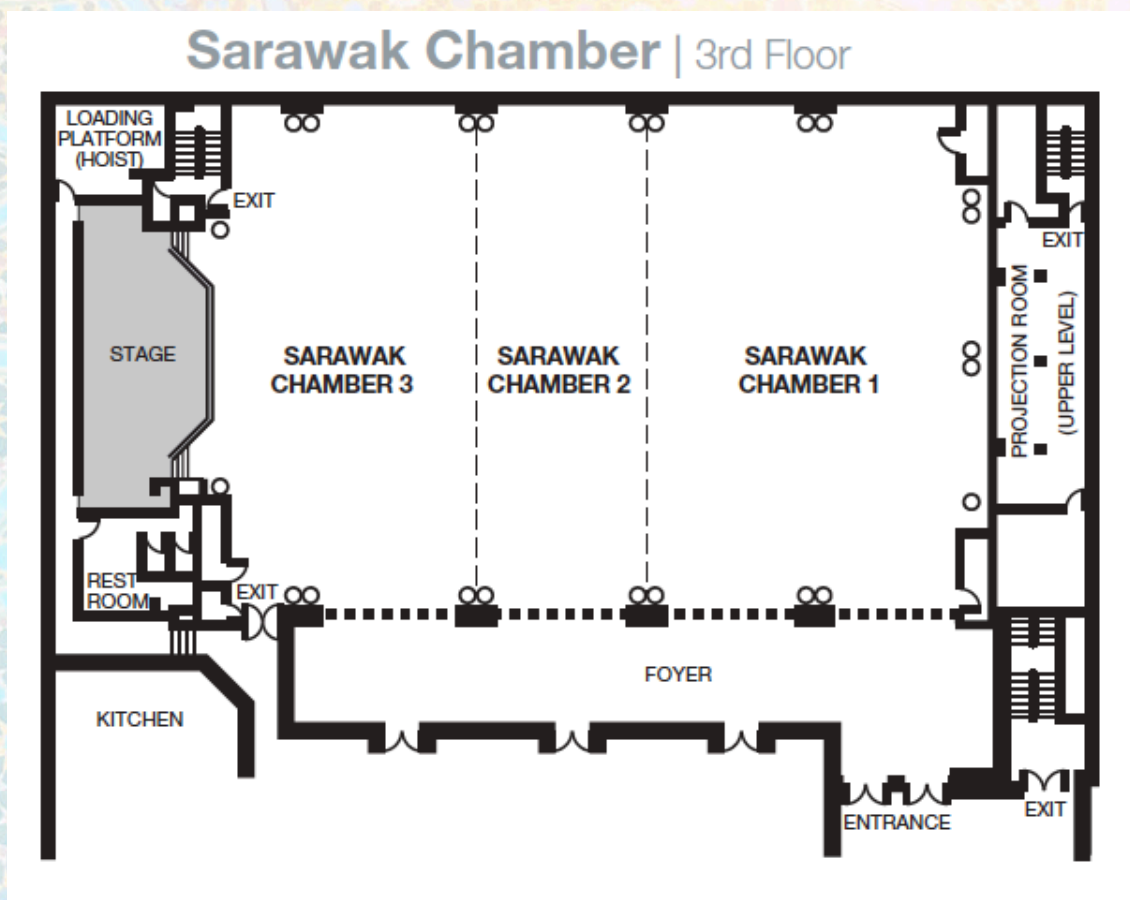 Sarawak Chamber | 3rd Floor
LOADING
PLATFORM
(HOIST)
EXIT
EXIT
STAGE
SARAWAK
CHAMBER 3
SARAWAK
CHAMBER 2
SARAWAK
CHAMBER 1
PROJECTION ROOM
(UPPER LEVEL)
REST
ROOM
EXIT
FOYER
KITCHEN
ENTRANCE
EXIT